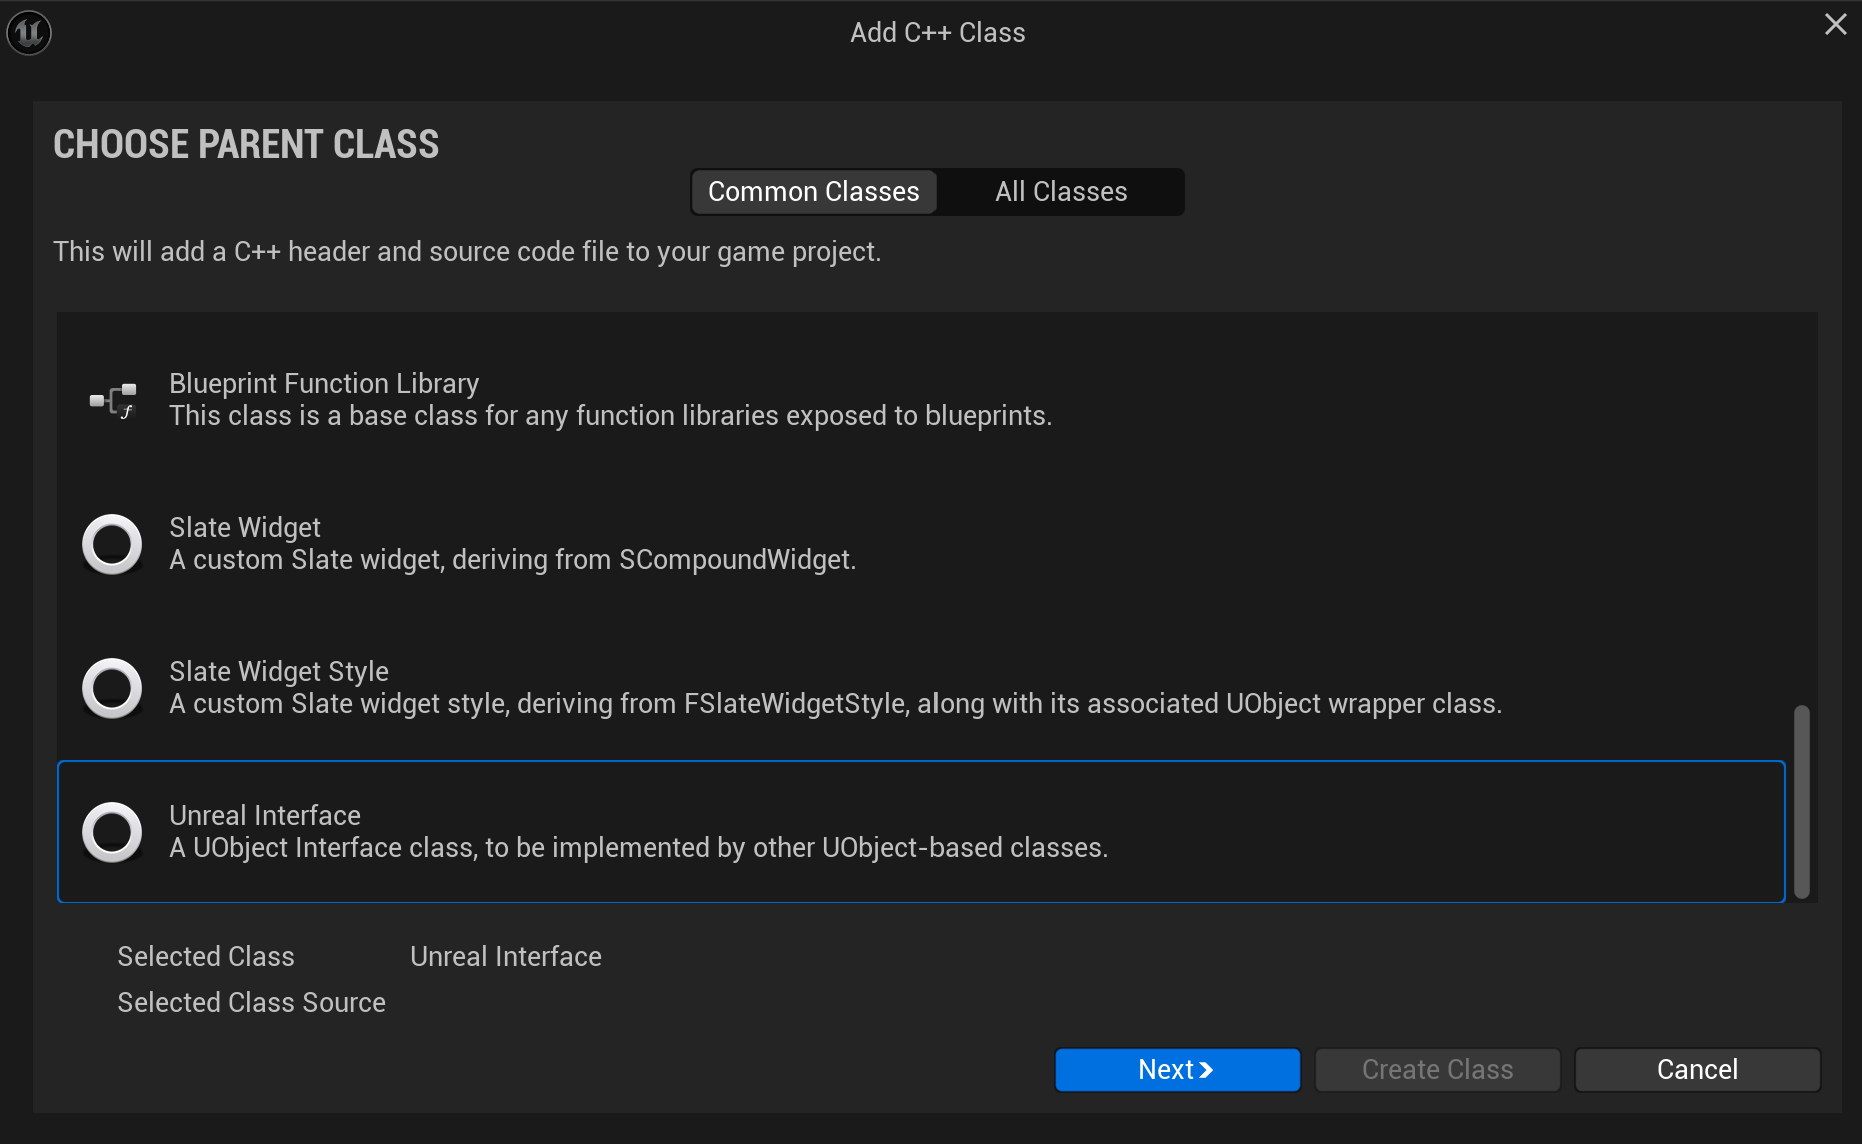 Add C++ Class
CHOOSE PARENT CLASS
Common Classes
All Classes
This will add a C++ header and source code file to your game project.
Blueprint Function Library
This class is a base class for any function libraries exposed to blueprints.
Slate Widget
A custom Slate widget, deriving from SCompoundWidget.
Slate Widget Style
A custom Slate widget style, deriving from FSlateWidgetStyle, along with its associated UObject wrapper class.
Unreal Interface
A UObject Interface class, to be implemented by other UObject-based classes.
Selected Class
Unreal Interface
Selected Class Source
Next
Create Class
Cancel